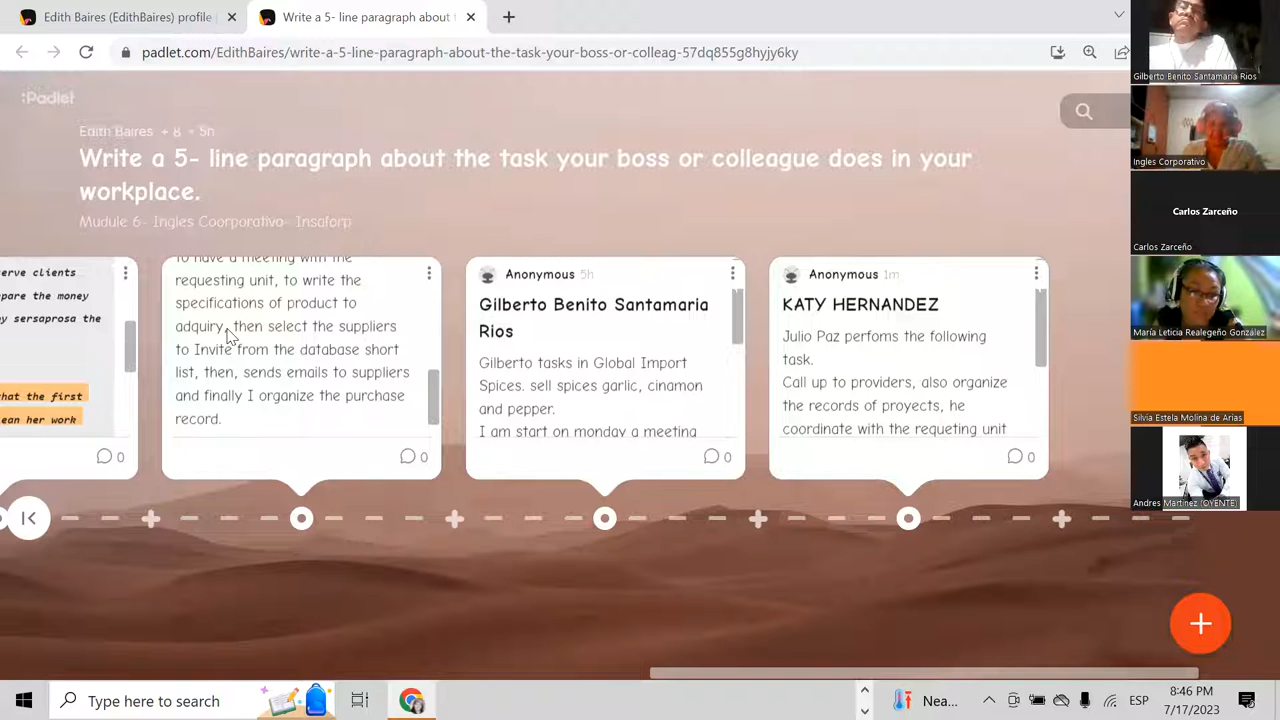 Edith Baires (EdithBaires) profile
Write a 5- line paragraph about
padlet.com/EdithBaires/write-a-5-line-paragraph-about-the-task-your-boss-or-colleag-57dq855g8hyjy6ky
:Padlet
Edith Baires + 8 • 5h
Write a 5- line paragraph about the task your boss or colleague does in your
workplace.
Mudule 6- Ingles Coorporativo- Insaforp
erve clients
epare the money
y sersaprosa the
hat the first
ean her work
0
to have a meeting with the
requesting unit, to write the
specifications of product to
adquiry, then select the suppliers
to Invite from the database short
list, then, sends emails to suppliers
and finally I organize the purchase
record.
0
Anonymous 5h
Gilberto Benito Santamaria
Rios
Gilberto tasks in Global Import
Spices. sell spices garlic, cinamon
and pepper.
I am start on monday a meeting
0
Anonymous 1m
KATY HERNANDEZ
Julio Paz perfoms the following
task.
Call up to providers, also organize
the records of proyects, he
coordinate with the requeting unit
0
Gilberto Benito Santamaria Rios
Ingles Corporativo
Carlos Zarceño
Carlos Zarceño
María Leticia Realegeño González
Silvia Estela Molina de Arias
Andres Martinez (OYENTE)
Type here to search
Nea...
ESP
8:46 PM
7/17/2023